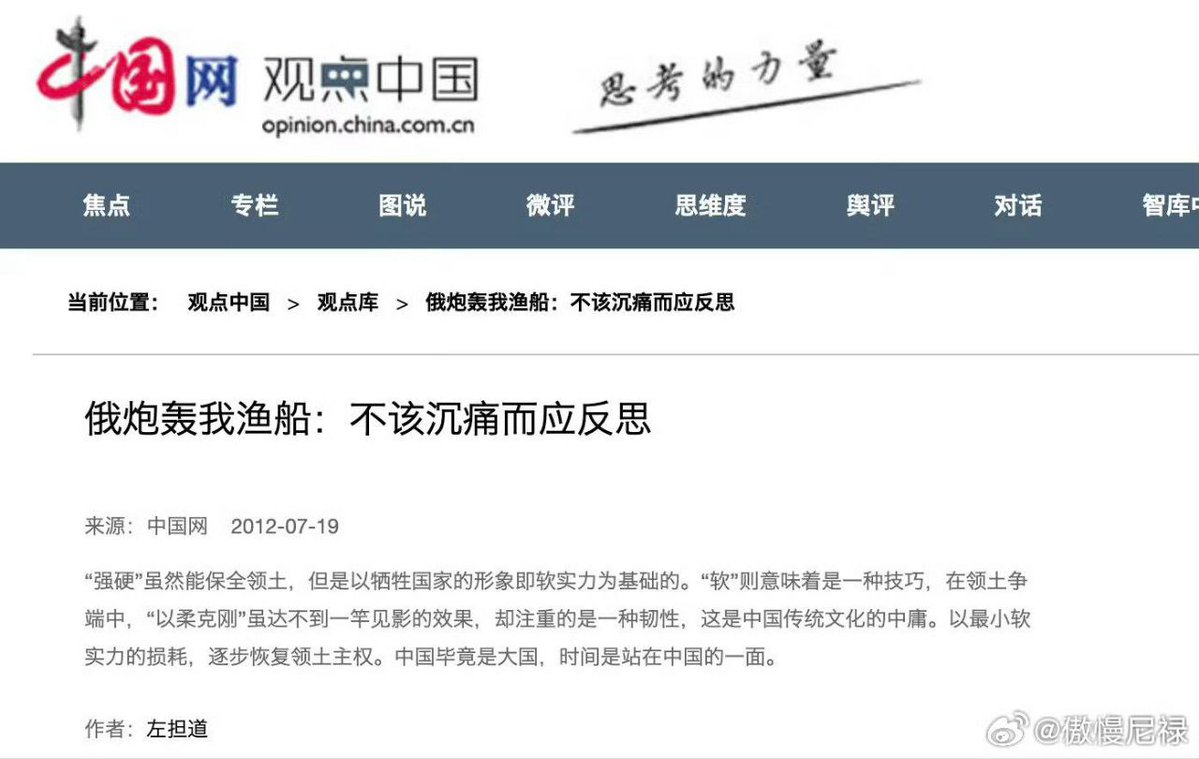 中国网 观点中国 思考的力量
opinion.china.com.cn
焦点 专栏 图说 微评 思维度 舆评 对话 智库中
当前位置： 观点中国 > 观点库 > 俄炮轰我渔船：不该沉痛而应反思
俄炮轰我渔船：不该沉痛而应反思
来源：中国网 2012-07-19
“强硬”虽然能保全领土，但是以牺牲国家的形象即软实力为基础的。“软”则意味着是一种技巧，在领土争
端中，“以柔克刚”虽达不到一竿见影的效果，却注重的是一种韧性，这是中国传统文化的中庸。以最小软
实力的损耗，逐步恢复领土主权。中国毕竟是大国，时间是站在中国的一面。
作者：左担道
@傲慢尼禄